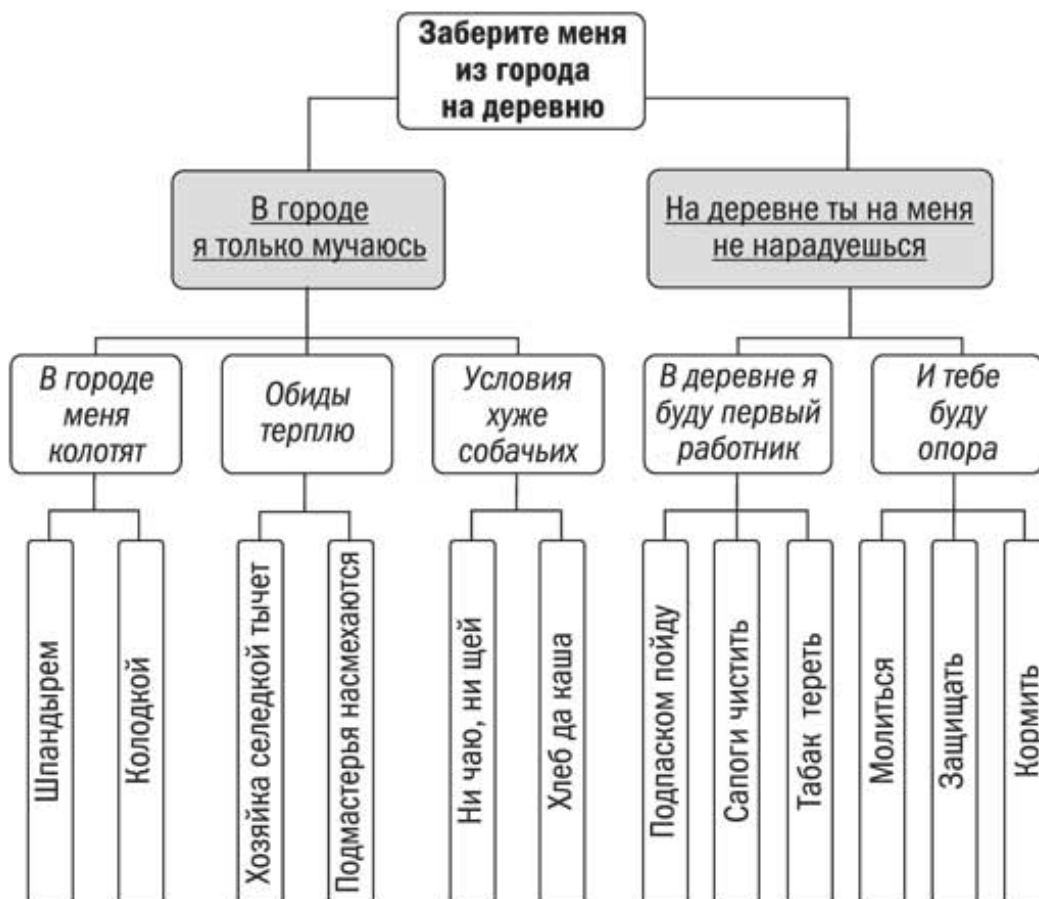 Заберите меня
из города
на деревню
В городе
я только мучаюсь
На деревне ты на меня
не нарадуешься
В городе
меня
колотят
Обиды
терплю
Условия
хуже
собачьих
В деревне я
буду первый
работник
И тебе
буду
опора
Шпандырем
Колодкой
Хозяйка селедкой тычет
Подмастерья насмехаются
Ни чаю, ни щей
Хлеб да каша
Подпаском пойду
Сапоги чистить
Табак тереть
Молиться
Защищать
Кормить